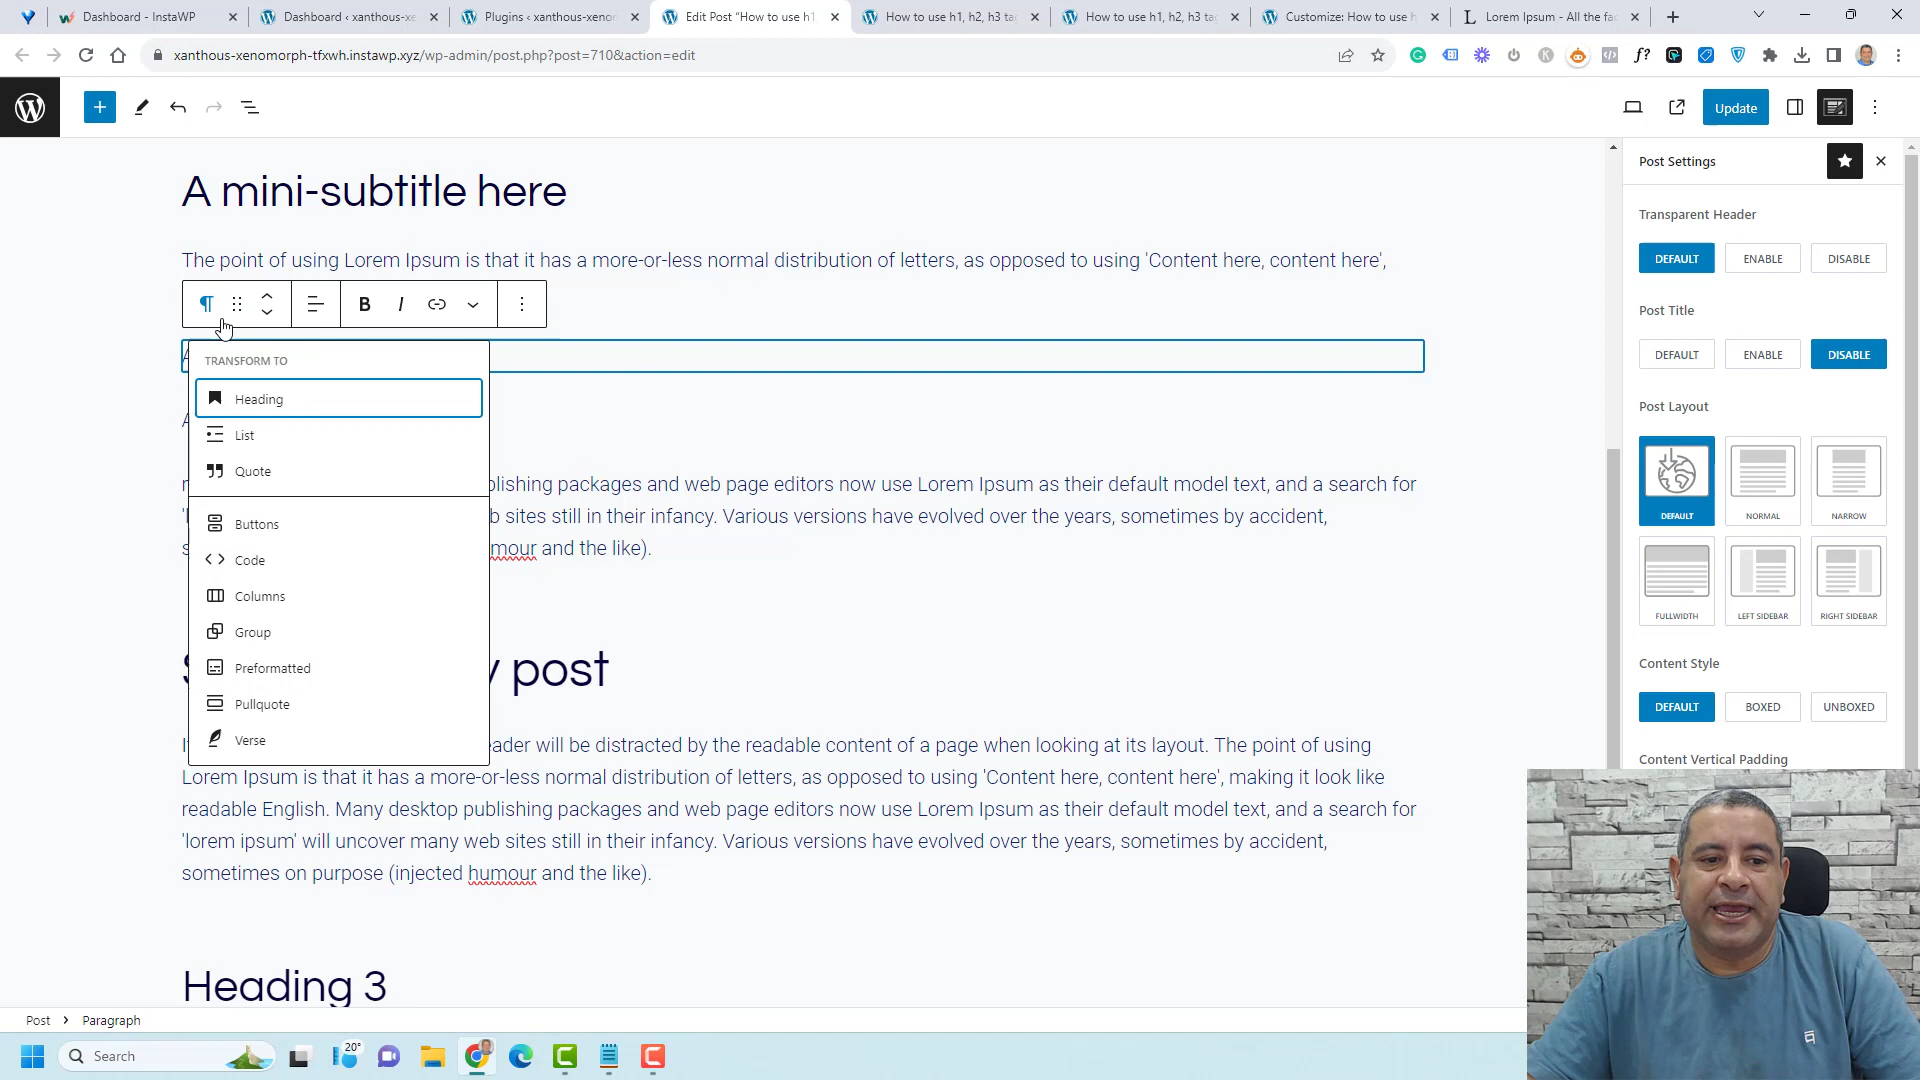 Dashboard - InstaWP
Dashboard ‹ xanthous-xe
Plugins ‹ xanthous-xenom
Edit Post “How to use h1
How to use h1, h2, h3 ta
How to use h1, h2, h3 ta
Customize: How to use h
Lorem Ipsum - All the fa
xanthous-xenomorph-tfxwh.instawp.xyz/wp-admin/post.php?post=710&action=edit
Update
A mini-subtitle here
The point of using Lorem Ipsum is that it has a more-or-less normal distribution of letters, as opposed to using 'Content here, content here',
B I
TRANSFORM TO
Heading
List
Quote
Buttons
Code
Columns
Group
Preformatted
Pullquote
Verse
blishing packages and web page editors now use Lorem Ipsum as their default model text, and a search for
b sites still in their infancy. Various versions have evolved over the years, sometimes by accident,
mour and the like).
y post
eader will be distracted by the readable content of a page when looking at its layout. The point of using
Lorem Ipsum is that it has a more-or-less normal distribution of letters, as opposed to using 'Content here, content here', making it look like
readable English. Many desktop publishing packages and web page editors now use Lorem Ipsum as their default model text, and a search for
'lorem ipsum' will uncover many web sites still in their infancy. Various versions have evolved over the years, sometimes by accident,
sometimes on purpose (injected humour and the like).
Heading 3
Post Settings
Transparent Header
DEFAULT ENABLE DISABLE
Post Title
DEFAULT ENABLE DISABLE
Post Layout
DEFAULT NORMAL NARROW
FULLWIDTH LEFT SIDEBAR RIGHT SIDEBAR
Content Style
DEFAULT BOXED UNBOXED
Content Vertical Padding
Post › Paragraph
Search
20°